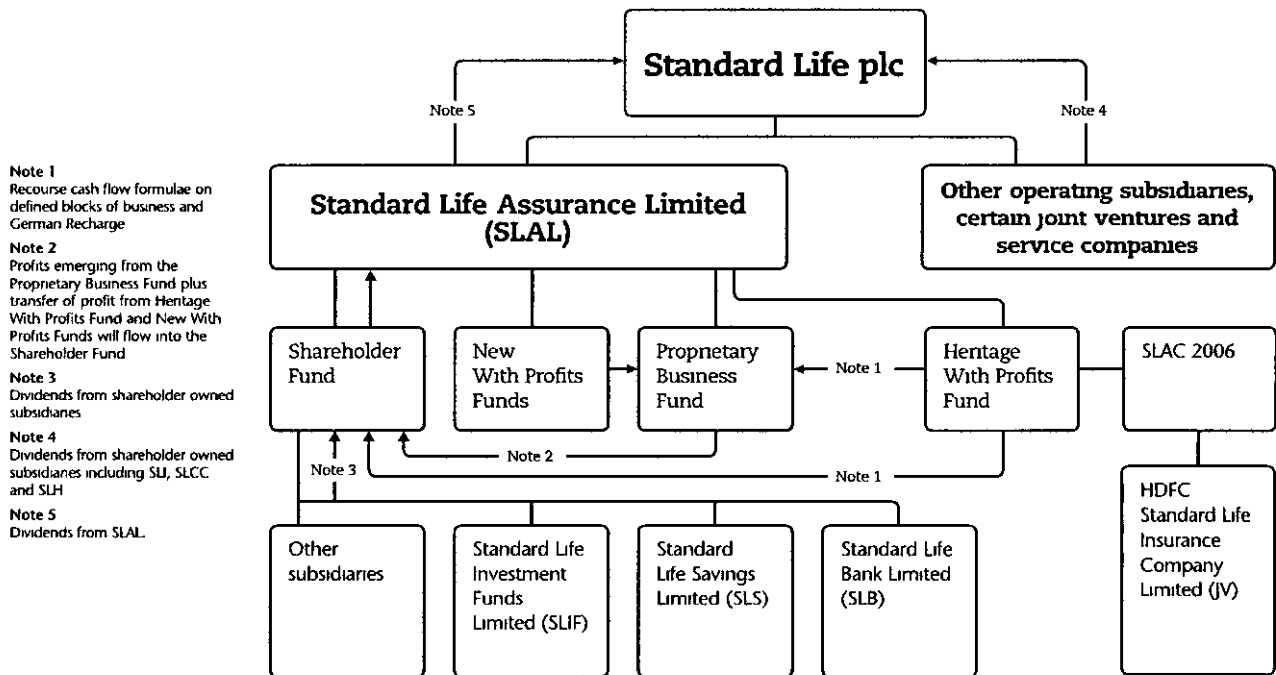 Standard Life plc
Note 5
Note 4
Note 1
Recourse cash flow formulae on
defined blocks of business and
German Recharge
Note 2
Profits emerging from the
Proprietary Business Fund plus
transfer of profit from Heritage
With Profits Fund and New With
Profits Funds will flow into the
Shareholder Fund
Note 3
Dividends from shareholder owned
subsidiaries
Note 4
Dividends from shareholder owned
subsidiaries including SLI, SLCC
and SLH
Note 5
Dividends from SLAL.
Standard Life Assurance Limited
(SLAL)
Other operating subsidiaries,
certain joint ventures and
service companies
Shareholder
Fund
New
With Profits
Funds
Proprietary
Business
Fund
Note 1
Heritage
With Profits
Fund
SLAC 2006
Note 3
Note 2
Note 1
Other
subsidiaries
Standard Life
Investment
Funds
Limited (SLIF)
Standard
Life Savings
Limited (SLS)
Standard Life
Bank Limited
(SLB)
HDFC
Standard Life
Insurance
Company
Limited (JV)